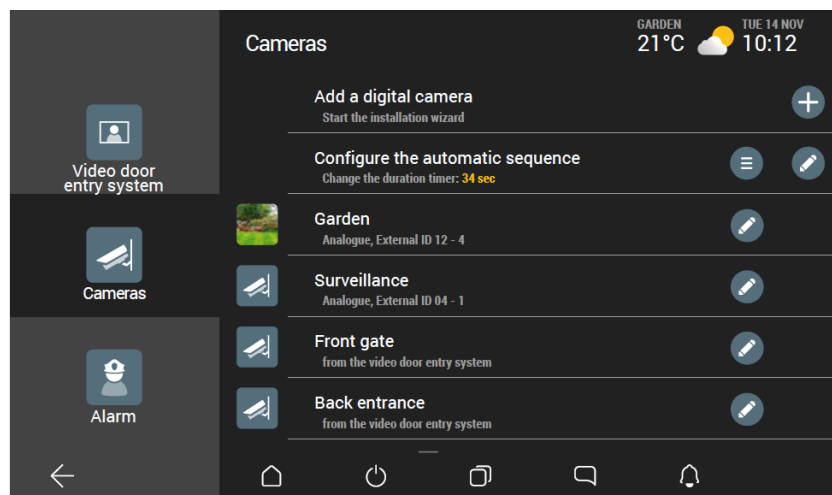 Cameras
GARDEN
21°C
TUE 14 NOV
10:12
Video door
entry system
Cameras
Alarm
Add a digital camera
Start the installation wizard
Configure the automatic sequence
Change the duration timer: 34 sec
Garden
Analogue, External ID 12 - 4
Surveillance
Analogue, External ID 04 - 1
Front gate
from the video door entry system
Back entrance
from the video door entry system